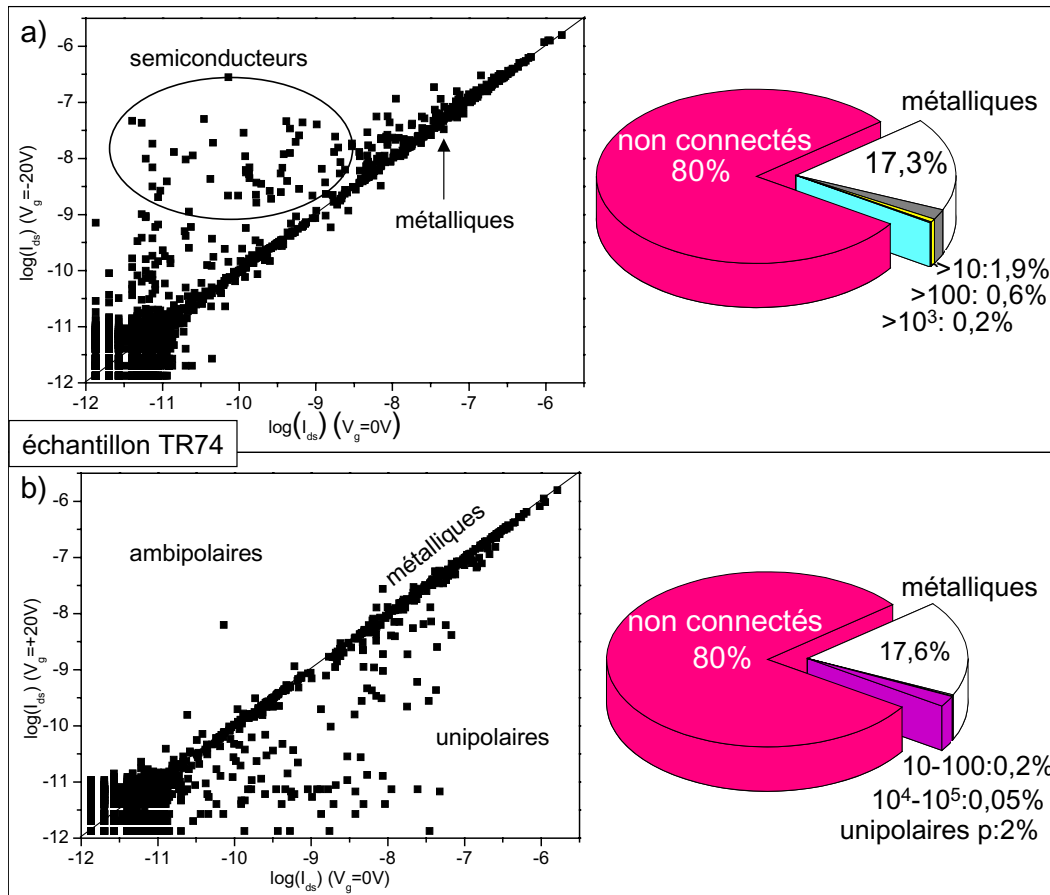 a)
semiconducteurs
métalliques
log(I_ds) (V_g=-20V)
-6
-7
-8
-9
-10
-11
-12
-12
-11
-10
-9
-8
-7
-6
log(I_ds) (V_g=0V)
non connectés
80%
métalliques
17,3%
>10:1,9%
>100: 0,6%
>10³: 0,2%
échantillon TR74
b)
ambipolaires
métalliques
unipolaires
log(I_ds) (V_g=+20V)
-6
-7
-8
-9
-10
-11
-12
-12
-11
-10
-9
-8
-7
-6
log(I_ds) (V_g=0V)
non connectés
80%
métalliques
17,6%
10-100:0,2%
10⁴-10⁵:0,05%
unipolaires p:2%